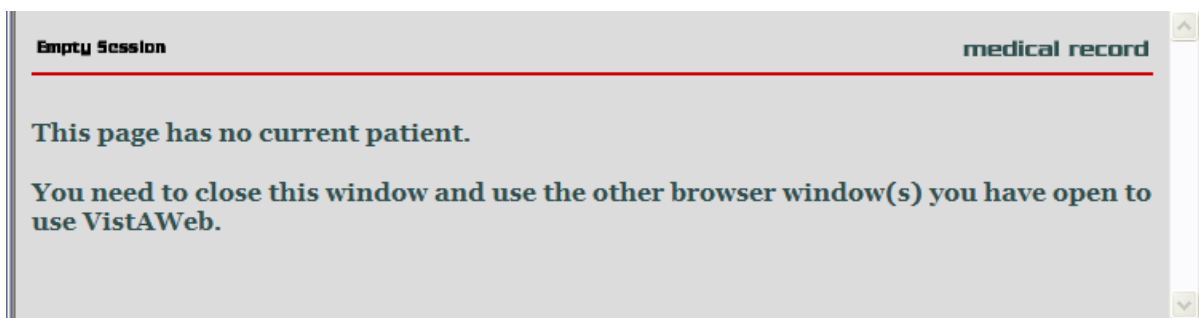 Empty Session
medical record
This page has no current patient.
You need to close this window and use the other browser window(s) you have open to
use VistAWeb.